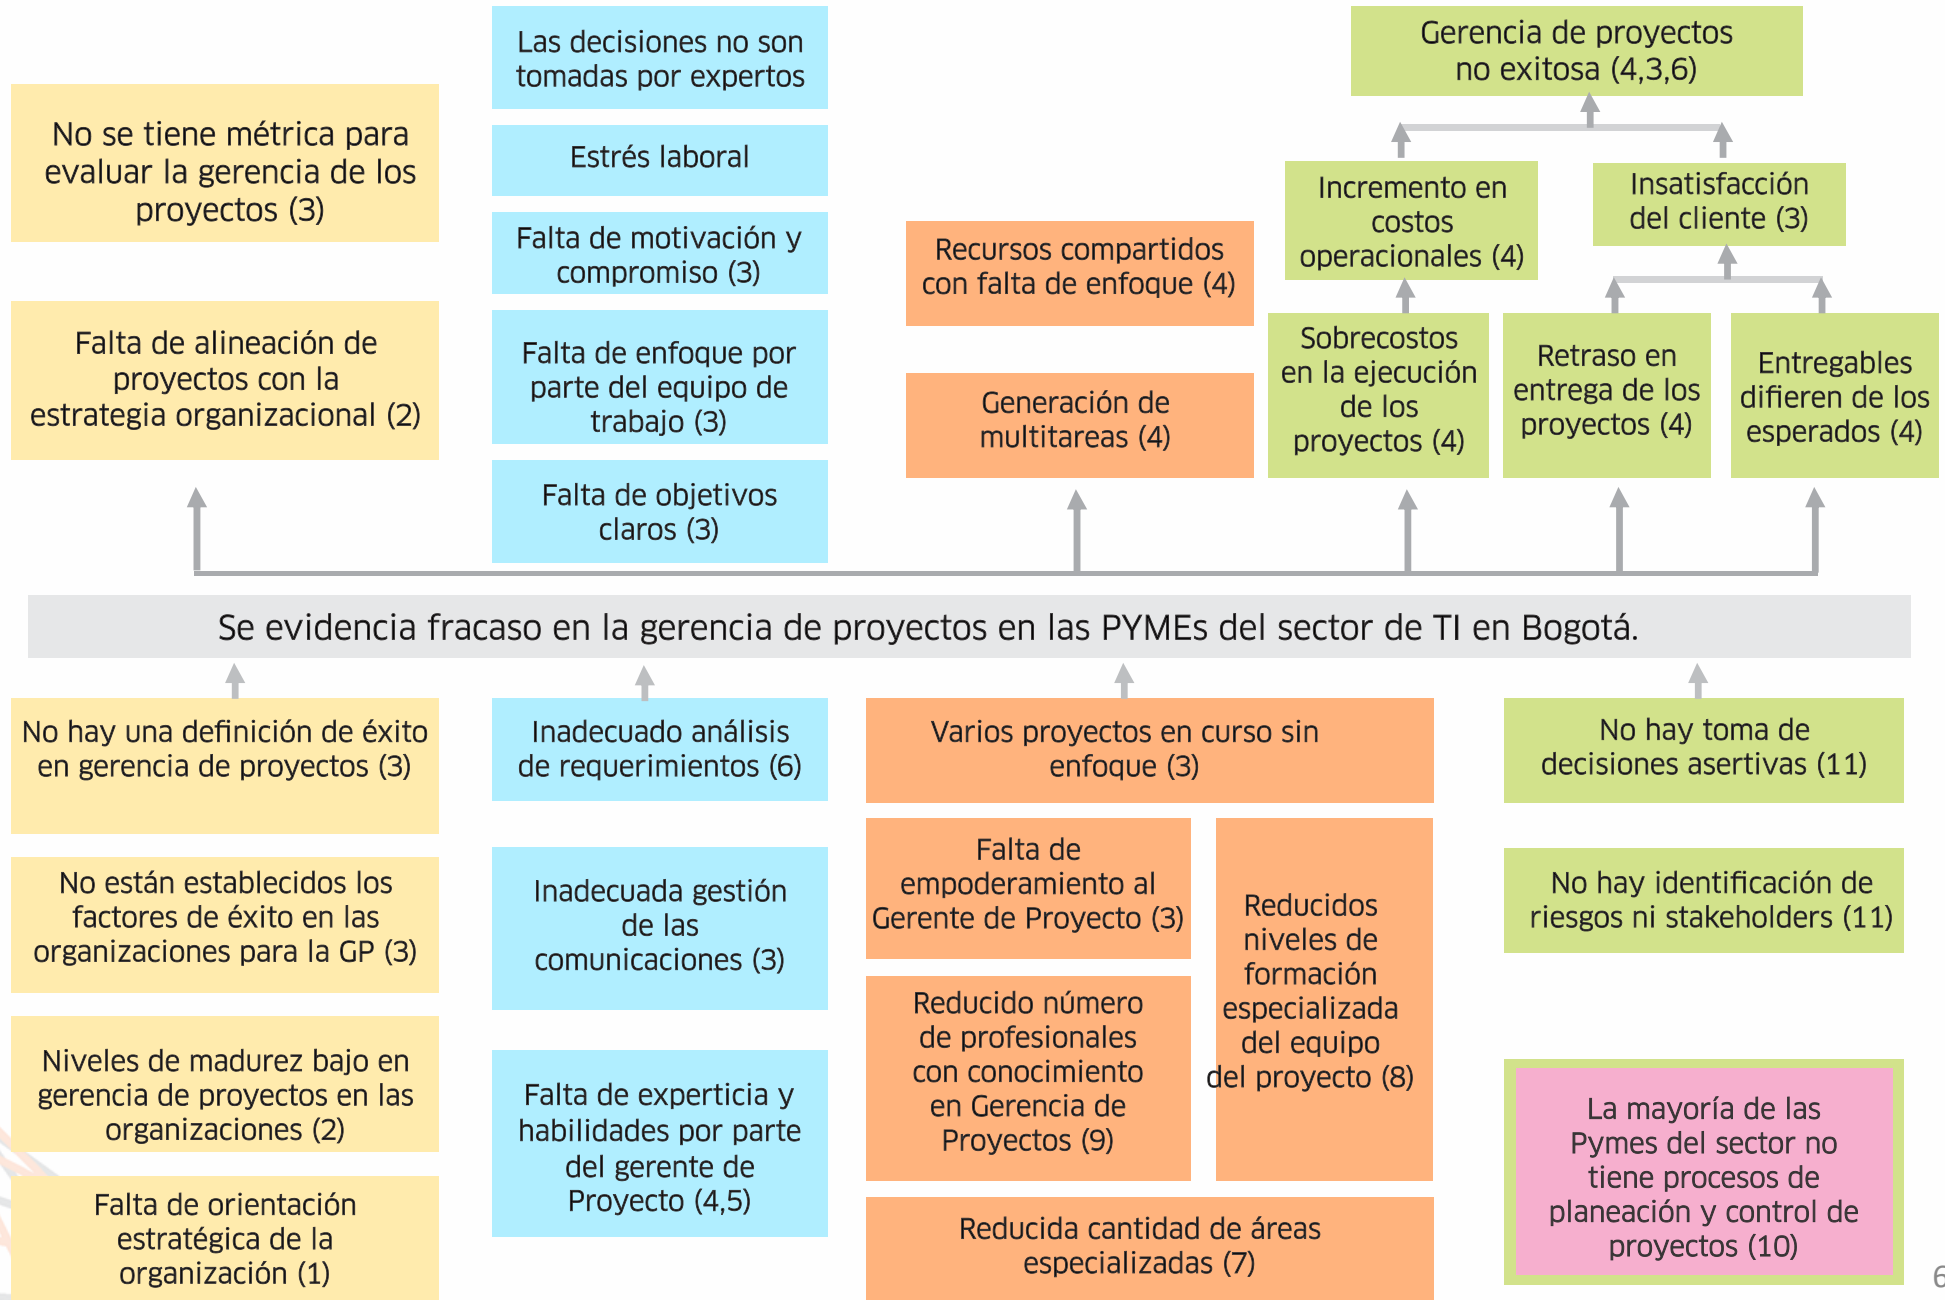 Las decisiones no son
tomadas por expertos
Gerencia de proyectos
no exitosa (4,3,6)
No se tiene métrica para
evaluar la gerencia de los
proyectos (3)
Estrés laboral
Falta de motivación y
compromiso (3)
Incremento en
costos
operacionales (4)
Insatisfacción
del cliente (3)
Recursos compartidos
con falta de enfoque (4)
Falta de alineación de
proyectos con la
estrategia organizacional (2)
Falta de enfoque por
parte del equipo de
trabajo (3)
Generación de
multitareas (4)
Sobrecostos
en la ejecución
de los
proyectos (4)
Retraso en
entrega de los
proyectos (4)
Entregables
difieren de los
esperados (4)
Falta de objetivos
claros (3)
Se evidencia fracaso en la gerencia de proyectos en las PYMEs del sector de TI en Bogotá.
No hay una definición de éxito
en gerencia de proyectos (3)
No están establecidos los
factores de éxito en las
organizaciones para la GP (3)
Niveles de madurez bajo en
gerencia de proyectos en las
organizaciones (2)
Falta de orientación
estratégica de la
organización (1)
Inadecuado análisis
de requerimientos (6)
Inadecuada gestión
de las
comunicaciones (3)
Falta de experticia y
habilidades por parte
del gerente de
Proyecto (4,5)
Varios proyectos en curso sin
enfoque (3)
Falta de
empoderamiento al
Gerente de Proyecto (3)
Reducido número
de profesionales
con conocimiento
en Gerencia de
Proyectos (9)
Reducidos
niveles de
formación
especializada
del equipo
del proyecto (8)
Reducida cantidad de áreas
especializadas (7)
No hay toma de
decisiones asertivas (11)
No hay identificación de
riesgos ni stakeholders (11)
La mayoría de las
Pymes del sector no
tiene procesos de
planeación y control de
proyectos (10)
6